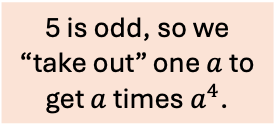 5 is odd, so we
“take out” one a to
get a times a⁴.